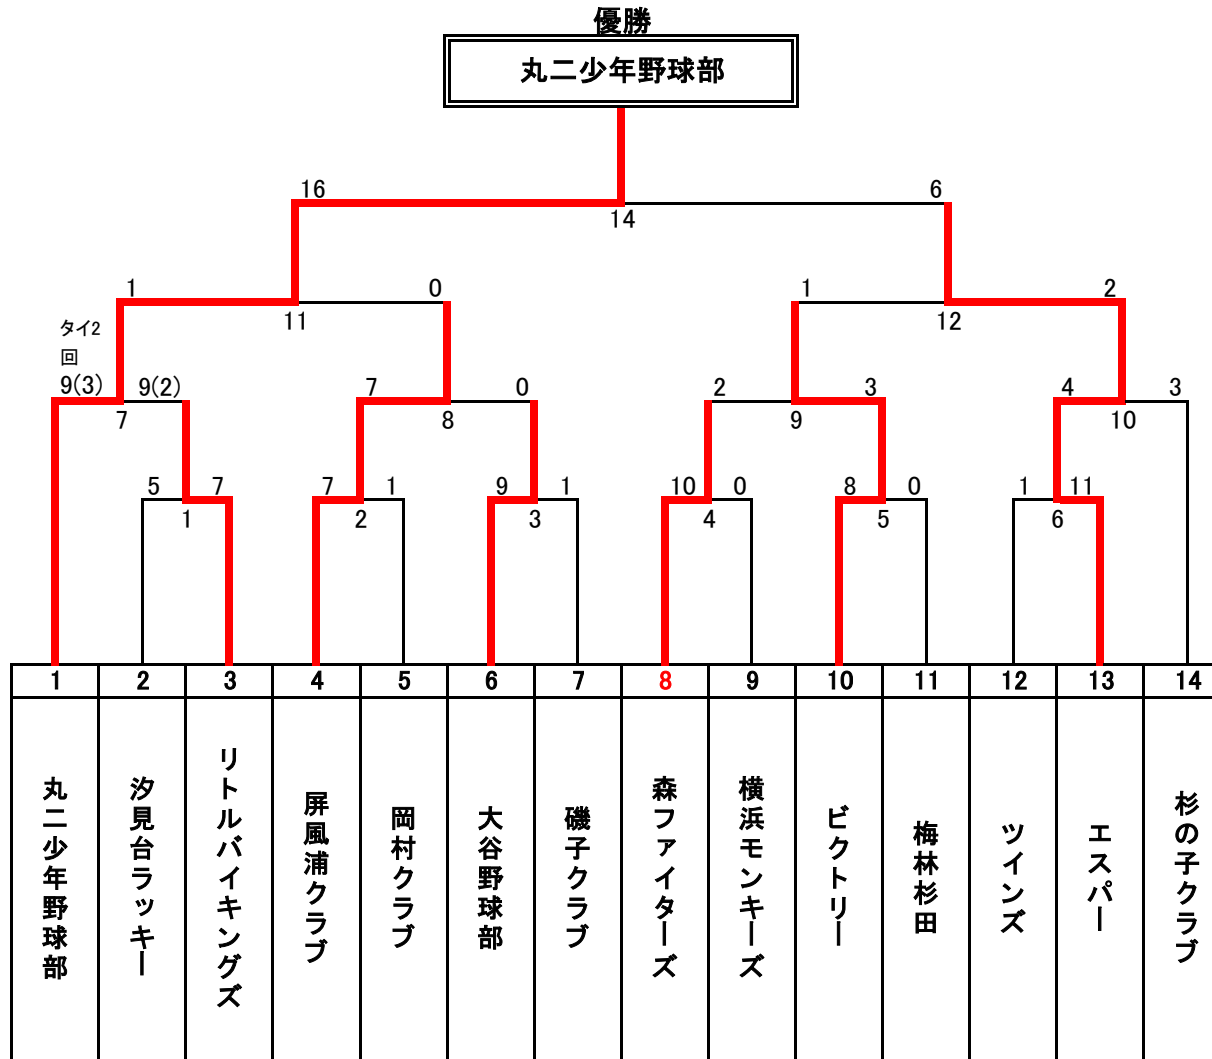 優勝
丸二少年野球部
16 6
14
1 0 1 2
11 12
タイ2
回
9(3) 9(2) 7 0 2 3 4 3
7 8 9 10
5 7 7 1 9 1 10 0 8 0 1 11
1 2 3 4 5 6
1 2 3 4 5 6 7 8 9 10 11 12 13 14
丸二少年野球部
汐見台ラッキー
リトルバイキングズ
屏風浦クラブ
岡村クラブ
大谷野球部
磯子クラブ
森ファイターズ
横浜モンキーズ
ビクトリー
梅林杉田
ツインズ
エスパー
杉の子クラブ